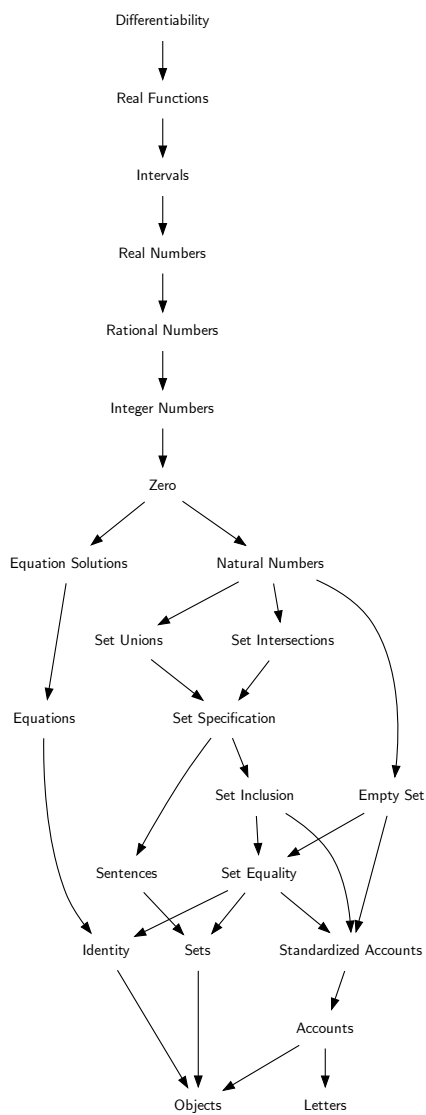 Differentiability
Real Functions
Intervals
Real Numbers
Rational Numbers
Integer Numbers
Zero
Equation Solutions
Natural Numbers
Set Unions
Set Intersections
Equations
Set Specification
Set Inclusion
Empty Set
Sentences
Set Equality
Identity
Sets
Standardized Accounts
Accounts
Objects
Letters